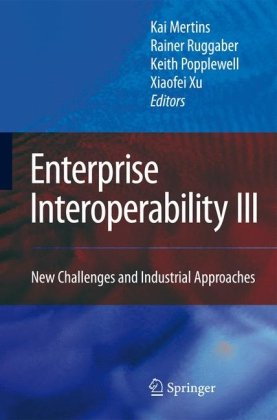 Kai Mertins
Rainer Ruggaber
Keith Popplewell
Xiaofei Xu
Editors
Enterprise
Interoperability III
New Challenges and Industrial Approaches
Springer